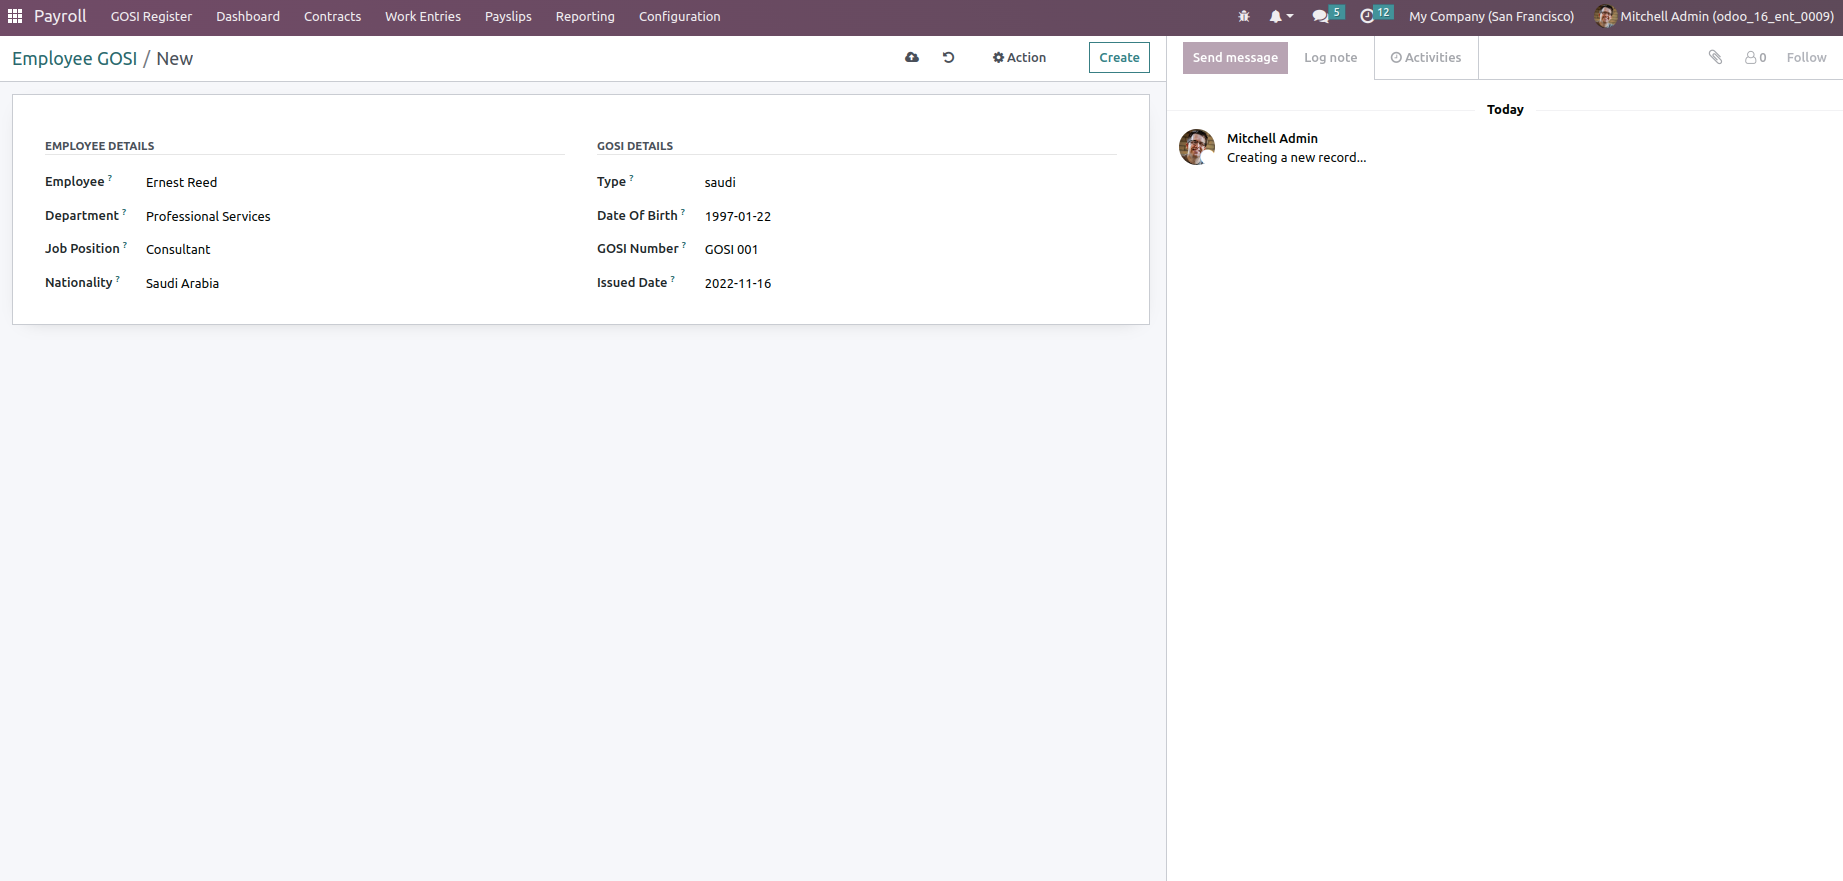 Payroll GOSI Register Dashboard Contracts Work Entries Payslips Reporting Configuration 5 12 My Company (San Francisco) Mitchell Admin (odoo_16_ent_0009)
Employee GOSI / New Action Create Send message Log note Activities 0 Follow
Today
Mitchell Admin
Creating a new record...
EMPLOYEE DETAILS
Employee ? Ernest Reed
Department ? Professional Services
Job Position ? Consultant
Nationality ? Saudi Arabia
GOSI DETAILS
Type ? saudi
Date Of Birth ? 1997-01-22
GOSI Number ? GOSI 001
Issued Date ? 2022-11-16